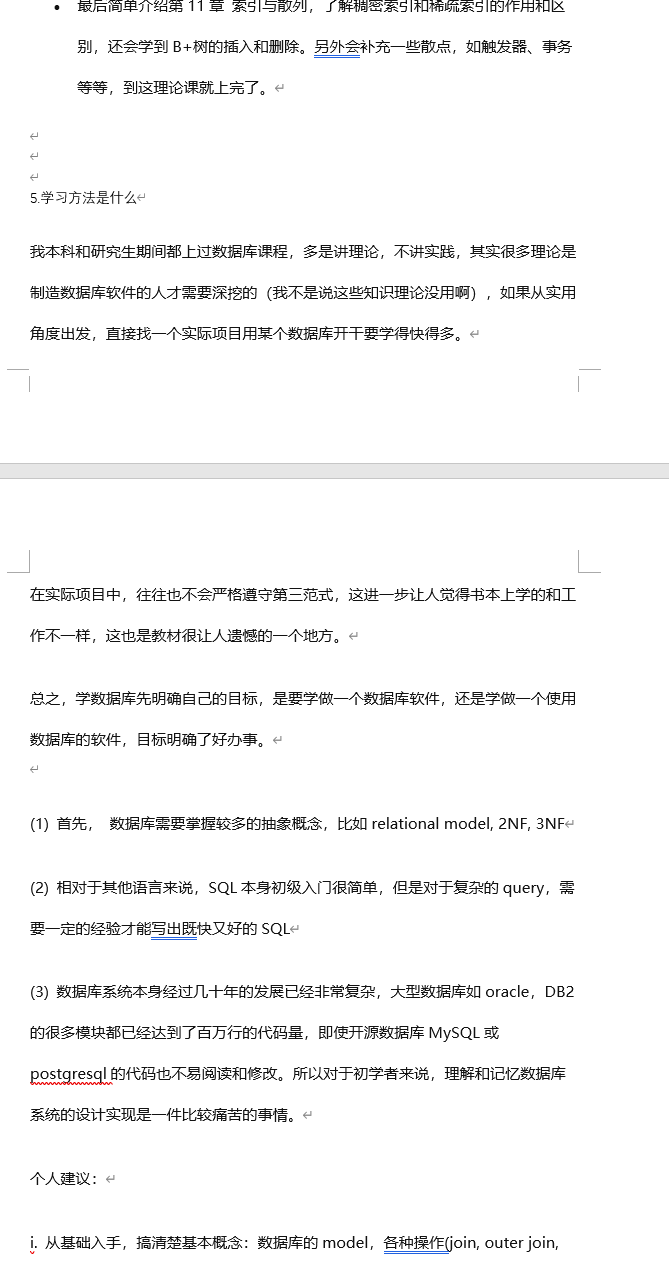 最后简单介绍第 11 章 索引与散列，了解稠密索引和稀疏索引的作用和区
别，还会学到 B+树的插入和删除。另外会补充一些散点，如触发器、事务
等等，到这理论课就上完了。
5.学习方法是什么
我本科和研究生期间都上过数据库课程，多是讲理论，不讲实践，其实很多理论是
制造数据库软件的人才需要深挖的（我不是说这些知识理论没用啊），如果从实用
角度出发，直接找一个实际项目用某个数据库开干要学得快得多。
在实际项目中，往往也不会严格遵守第三范式，这进一步让人觉得书本上学的和工
作不一样，这也是教材很让人遗憾的一个地方。
总之，学数据库先明确自己的目标，是要学做一个数据库软件，还是学做一个使用
数据库的软件，目标明确了好办事。
(1) 首先， 数据库需要掌握较多的抽象概念，比如 relational model, 2NF, 3NF
(2) 相对于其他语言来说，SQL 本身初级入门很简单，但是对于复杂的 query，需
要一定的经验才能写出既快又好的 SQL
(3) 数据库系统本身经过几十年的发展已经非常复杂，大型数据库如 oracle，DB2
的很多模块都已经达到了百万行的代码量，即使开源数据库 MySQL 或
postgresql 的代码也不易阅读和修改。所以对于初学者来说，理解和记忆数据库
系统的设计实现是一件比较痛苦的事情。
个人建议：
i. 从基础入手，搞清楚基本概念：数据库的 model，各种操作(join, outer join,